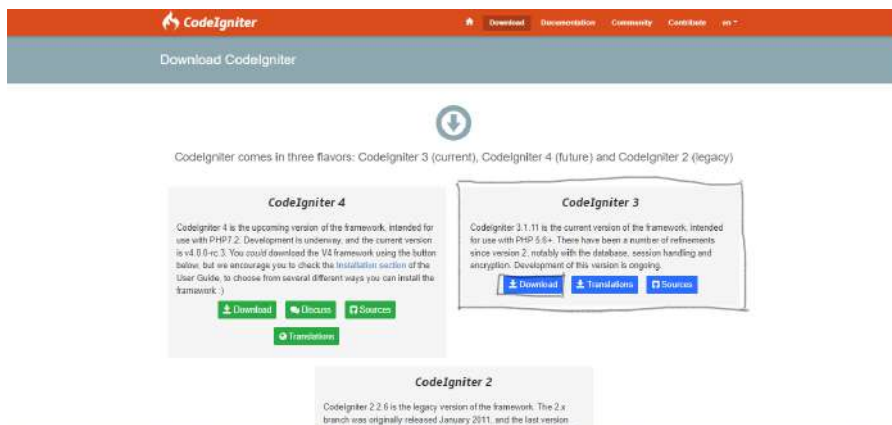 CodeIgniter
Download Documentation Community Contribute en
Download CodeIgniter
CodeIgniter comes in three flavors: CodeIgniter 3 (current), CodeIgniter 4 (future) and CodeIgniter 2 (legacy)
CodeIgniter 4
CodeIgniter 4 is the upcoming version of the framework, intended for
use with PHP7.2. Development is underway, and the current version
is v4.0.0-rc.3. You could download the V4 framework using the button
below, but we encourage you to check the Installation section of the
User Guide, to choose from several different ways you can install the
framework :)
Download Discuss Sources
Translations
CodeIgniter 3
CodeIgniter 3.1.11 is the current version of the framework, intended
for use with PHP 5.6+. There have been a number of refinements
since version 2, notably with the database, session handling and
encryption. Development of this version is ongoing.
Download Translations Sources
CodeIgniter 2
CodeIgniter 2.2.6 is the legacy version of the framework. The 2.x
branch was originally released January 2011, and the last version